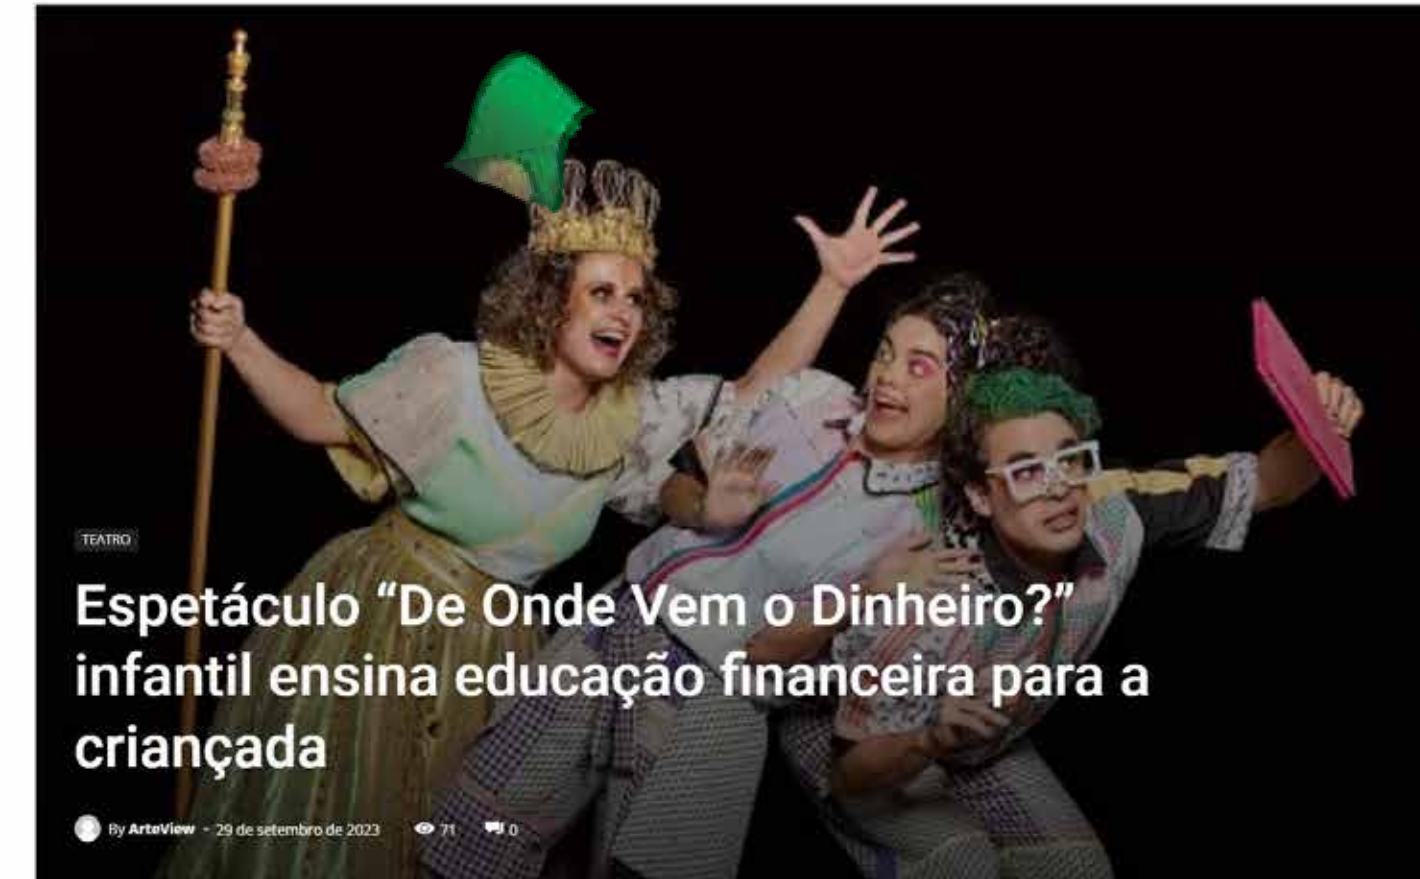 TEATRO
Espetáculo “De Onde Vem o Dinheiro?”
infantil ensina educação financeira para a
criançada
By ArteView - 29 de setembro de 2023 71 0